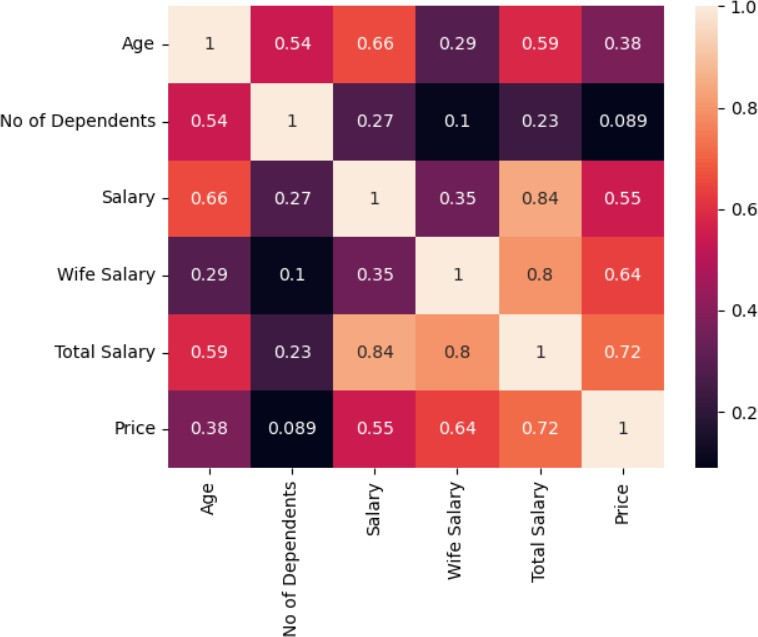 Age 1 0.54 0.66 0.29 0.59 0.38
No of Dependents 0.54 1 0.27 0.1 0.23 0.089
Salary 0.66 0.27 1 0.35 0.84 0.55
Wife Salary 0.29 0.1 0.35 1 0.8 0.64
Total Salary 0.59 0.23 0.84 0.8 1 0.72
Price 0.38 0.089 0.55 0.64 0.72 1
Age
No of Dependents
Salary
Wife Salary
Total Salary
Price
1.0
0.8
0.6
0.4
0.2